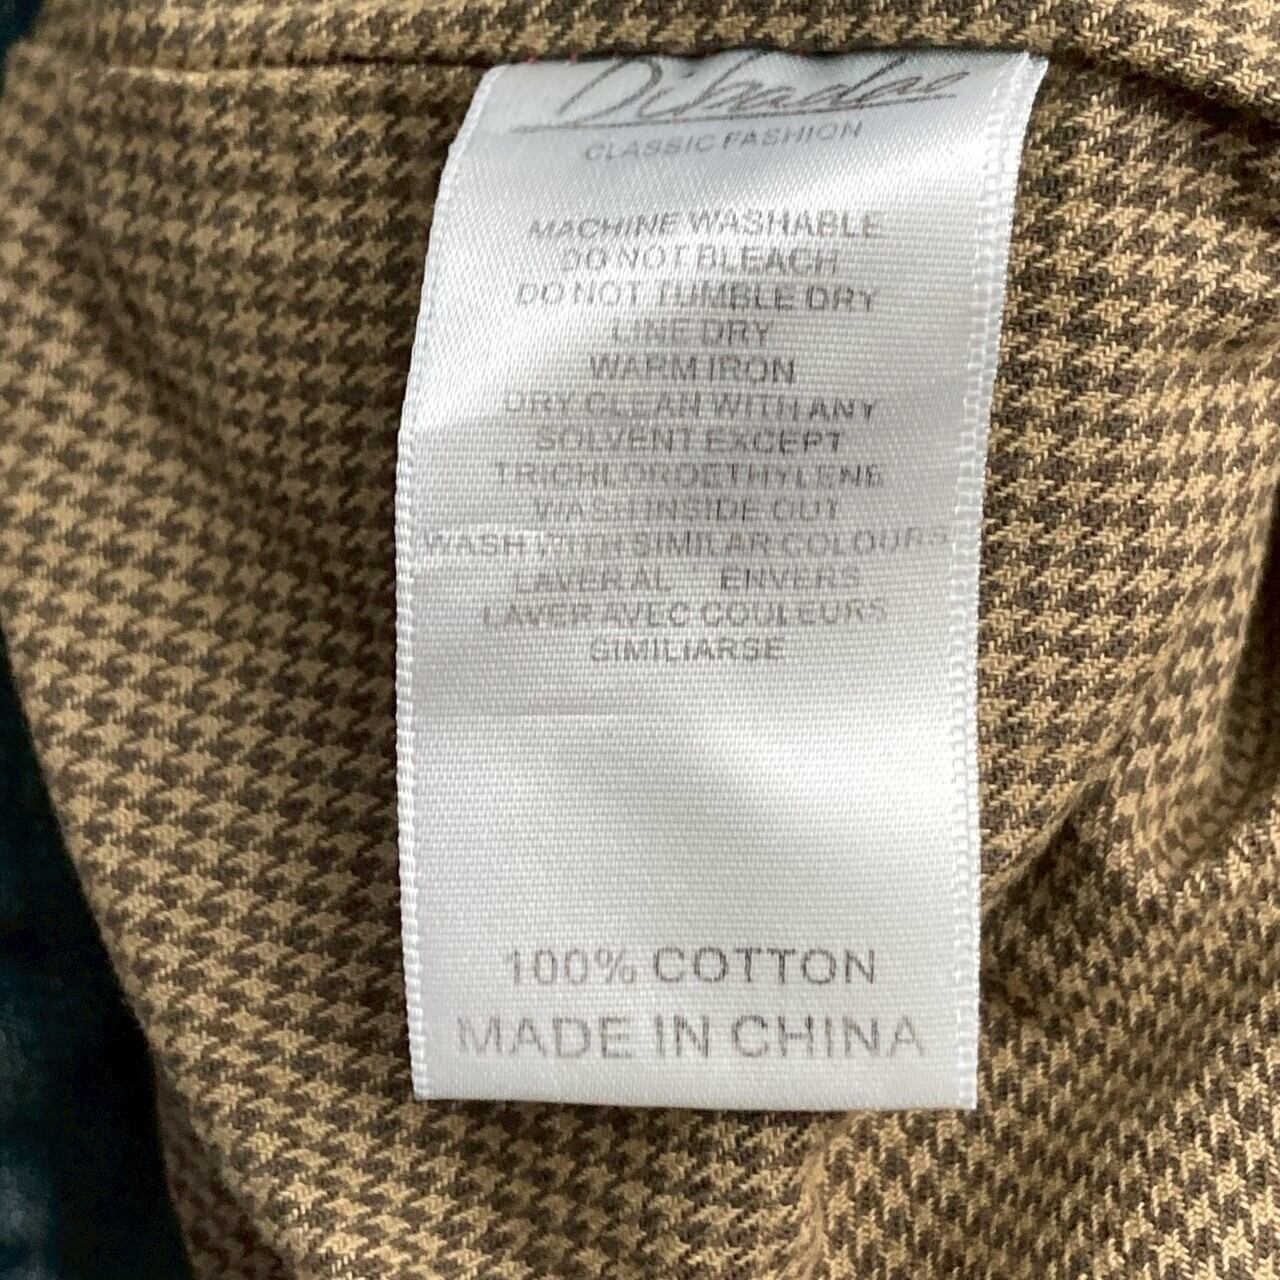 CLASSIC FASHION
MACHINE WASHABLE
DO NOT BLEACH
DO NOT TUMBLE DRY
LINE DRY
WARM IRON
DRY CLEAN WITH ANY
SOLVENT EXCEPT
TRICHLOROETHYLENE
WASH INSIDE OUT
WASH WITH SIMILAR COLOURS
LAVER AL ENVERS
LAVER AVEC COULEURS
SIMILIARSE
100% COTTON
MADE IN CHINA